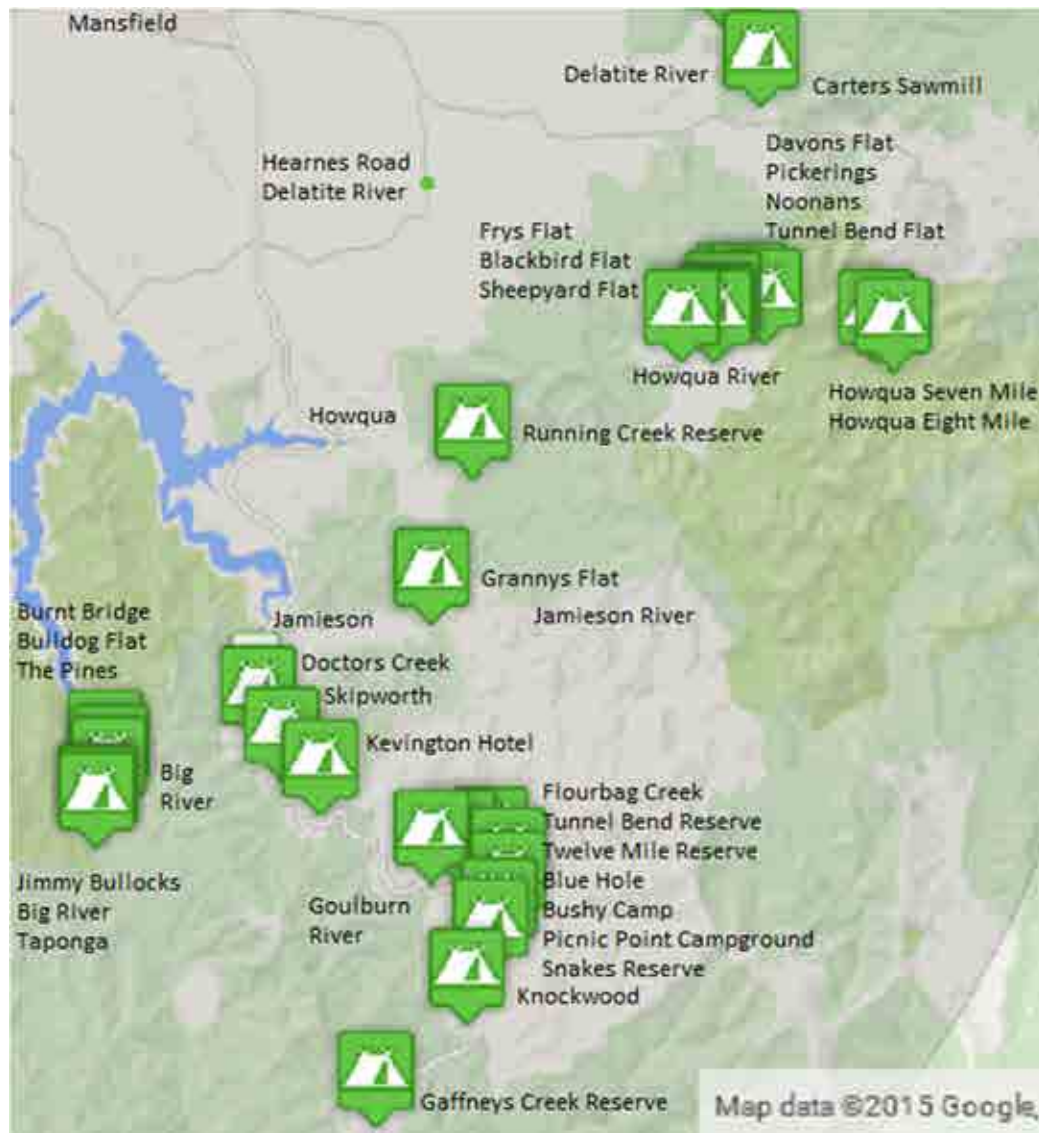 Mansfield
Delatite River
Carters Sawmill
Hearnes Road
Delatite River
Davons Flat
Pickerings
Noonans
Tunnel Bend Flat
Frys Flat
Blackbird Flat
Sheepyard Flat
Howqua River
Howqua Seven Mile
Howqua Eight Mile
Howqua
Running Creek Reserve
Grannys Flat
Jamieson River
Burnt Bridge
Bulldog Flat
The Pines
Jamieson
Doctors Creek
Skipworth
Kevington Hotel
Big
River
Jimmy Bullocks
Big River
Taponga
Flourbag Creek
Tunnel Bend Reserve
Twelve Mile Reserve
Blue Hole
Bushy Camp
Picnic Point Campground
Snakes Reserve
Goulburn
River
Knockwood
Gaffneys Creek Reserve
Map data ©2015 Google,